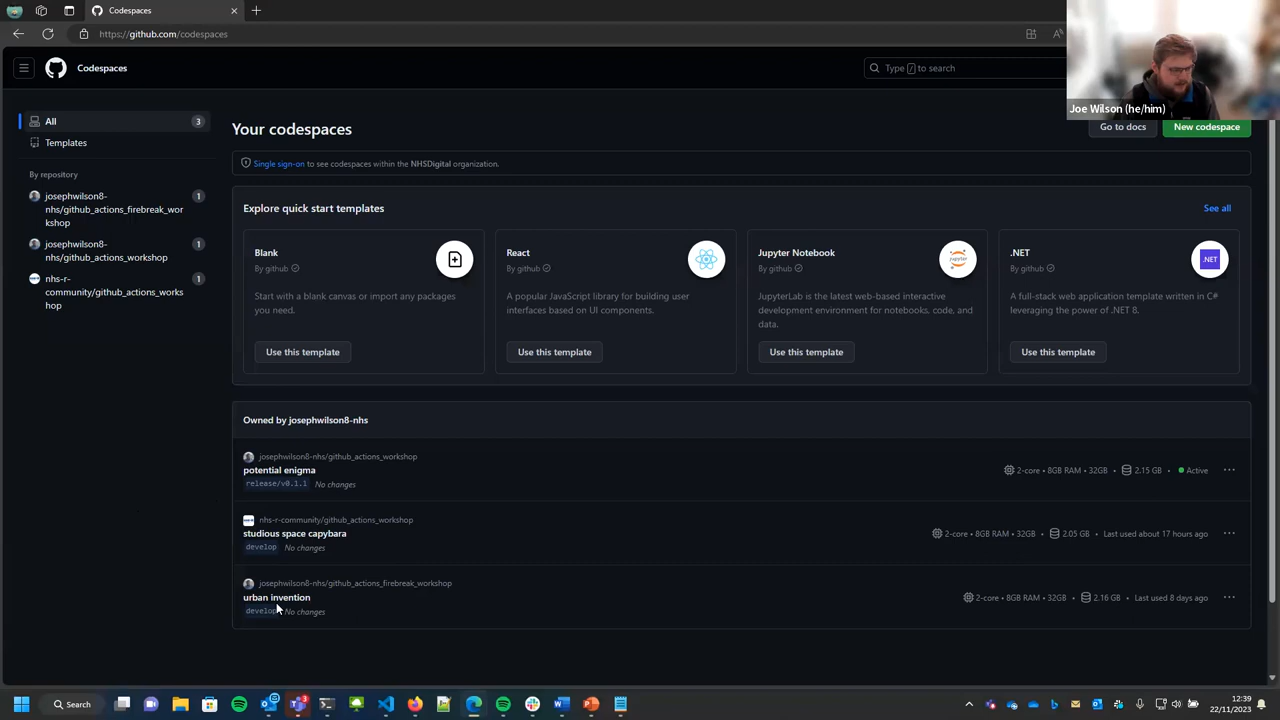 Codespaces
https://github.com/codespaces
Codespaces
Type / to search
Joe Wilson (he/him)
All
3
Templates
By repository
josephwilson8-
nhs/github_actions_firebreak_wor
kshop
1
josephwilson8-
nhs/github_actions_workshop
1
nhs-r-
community/github_actions_worksh
op
1
Your codespaces
Go to docs
New codespace
Single sign-on to see codespaces within the NHSDigital organization.
Explore quick start templates
See all
Blank
By github
Start with a blank canvas or import any packages
you need.
Use this template
React
By github
A popular JavaScript library for building user
interfaces based on UI components.
Use this template
Jupyter Notebook
By github
jupyter
JupyterLab is the latest web-based interactive
development environment for notebooks, code, and
data.
Use this template
.NET
By github
.NET
A full-stack web application template written in C#
leveraging the power of .NET 8.
Use this template
Owned by josephwilson8-nhs
josephwilson8-nhs/github_actions_workshop
potential enigma
release/v0.1.1 No changes
2-core • 8GB RAM • 32GB • 2.15 GB • Active
nhs-r-community/github_actions_workshop
studious space capybara
develop No changes
2-core • 8GB RAM • 32GB • 2.05 GB • Last used about 17 hours ago
josephwilson8-nhs/github_actions_firebreak_workshop
urban invention
develop No changes
2-core • 8GB RAM • 32GB • 2.16 GB • Last used 8 days ago
Search
3
12:39
22/11/2023